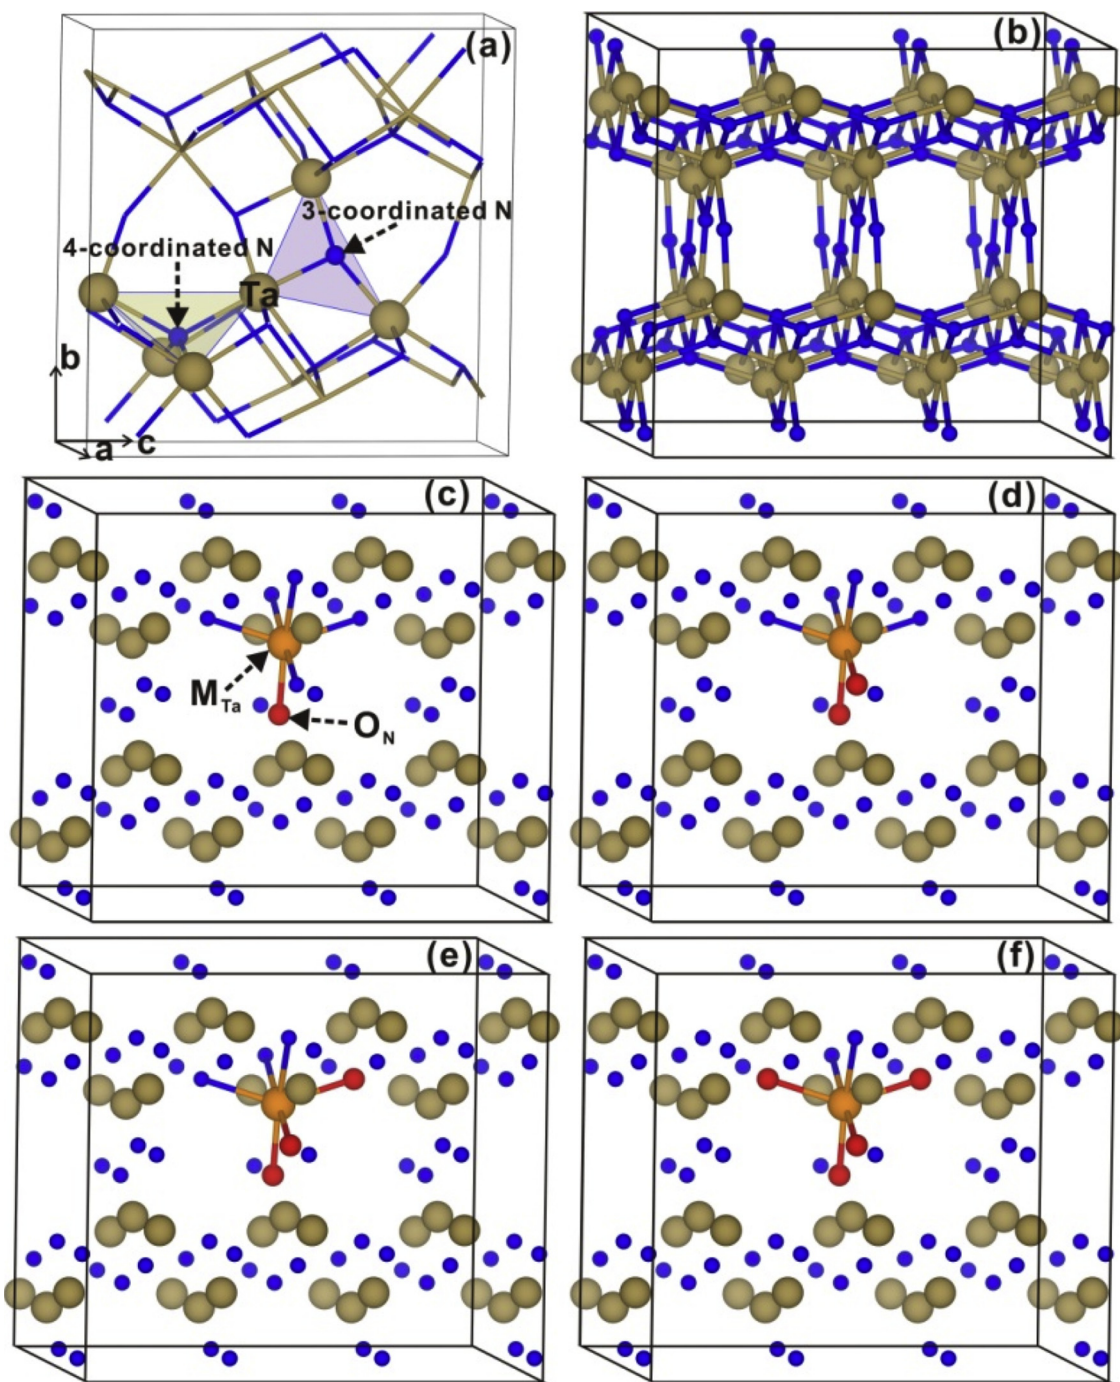 (a)
3-coordinated N
4-coordinated N
Ta
b
a
c
(b)
(c)
M_Ta
O_N
(d)
(e)
(f)